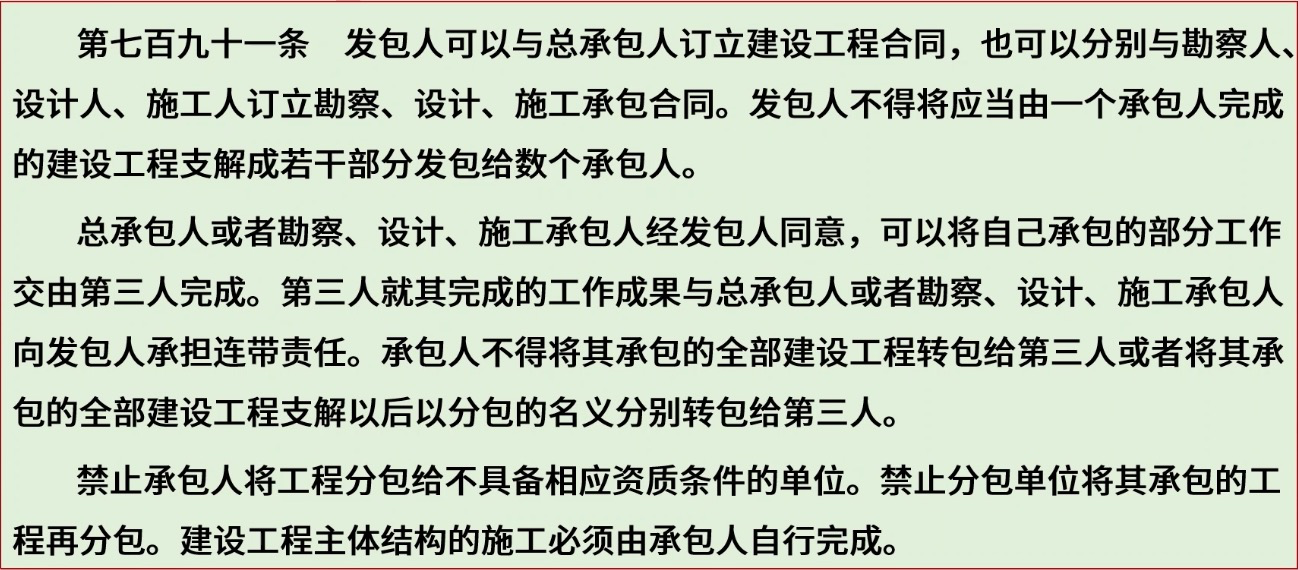 第七百九十一条　发包人可以与总承包人订立建设工程合同，也可以分别与勘察人、
设计人、施工人订立勘察、设计、施工承包合同。发包人不得将应当由一个承包人完成
的建设工程支解成若干部分发包给数个承包人。
总承包人或者勘察、设计、施工承包人经发包人同意，可以将自己承包的部分工作
交由第三人完成。第三人就其完成的工作成果与总承包人或者勘察、设计、施工承包人
向发包人承担连带责任。承包人不得将其承包的全部建设工程转包给第三人或者将其承
包的全部建设工程支解以后以分包的名义分别转包给第三人。
禁止承包人将工程分包给不具备相应资质条件的单位。禁止分包单位将其承包的工
程再分包。建设工程主体结构的施工必须由承包人自行完成。